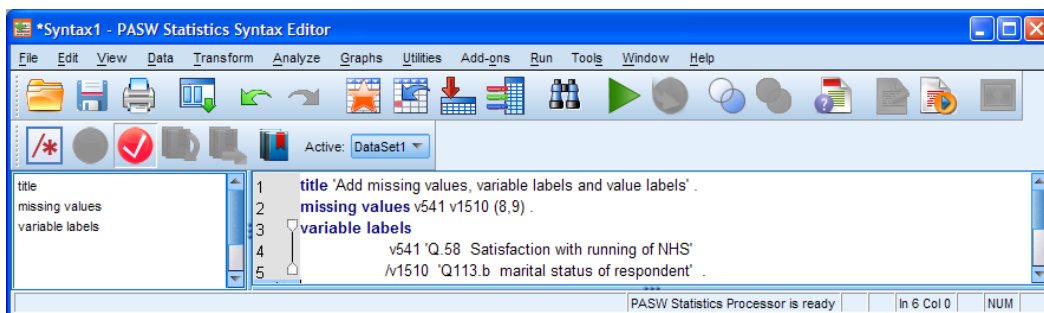 *Syntax1 - PASW Statistics Syntax Editor
File Edit View Data Transform Analyze Graphs Utilities Add-ons Run Tools Window Help
Active: DataSet1
title
missing values
variable labels
1 title 'Add missing values, variable labels and value labels' .
2 missing values v541 v1510 (8,9) .
3 variable labels
4 v541 'Q.58 Satisfaction with running of NHS'
5 /v1510 'Q113.b marital status of respondent' .
PASW Statistics Processor is ready In 6 Col 0 NUM